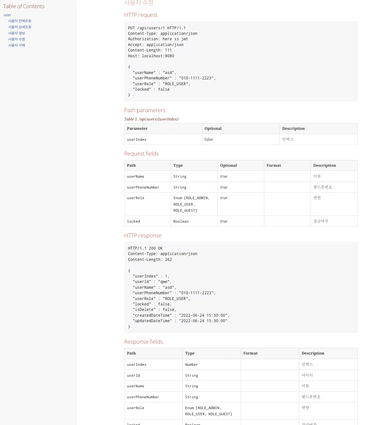 Table of Contents
user
사용자 전체조회
사용자 상세조회
사용자 생성
사용자 수정
사용자 삭제
사용자 수정
HTTP request
PUT /api/users/1 HTTP/1.1
Content-Type: application/json
Authorization: here is jwt
Accept: application/json
Content-Length: 111
Host: localhost:8080
{
"userName" : "asd",
"userPhoneNumber" : "010-1111-2223",
"userRole" : "ROLE_USER",
"locked" : false
}
Path parameters
Table 1. /api/users/{userIndex}
Parameter Optional Description
userIndex false 인덱스
Request fields
Path Type Optional Format Description
userName String true 이름
userPhoneNumber String true 핸드폰번호
userRole Enum [ROLE_ADMIN, ROLE_USER, ROLE_GUEST] true 권한
locked Boolean true 잠금여부
HTTP response
HTTP/1.1 200 OK
Content-Type: application/json
Content-Length: 262
{
"userIndex" : 1,
"userId" : "qwe",
"userName" : "asd",
"userPhoneNumber" : "010-1111-2223",
"userRole" : "ROLE_USER",
"locked" : false,
"isDelete" : false,
"createdDateTime" : "2022-06-24 15:30:00",
"updatedDateTime" : "2022-06-24 15:30:00"
}
Response fields
Path Type Format Description
userIndex Number 인덱스
userId String 아이디
userName String 이름
userPhoneNumber String 핸드폰번호
userRole Enum [ROLE_ADMIN, ROLE_USER, ROLE_GUEST] 권한